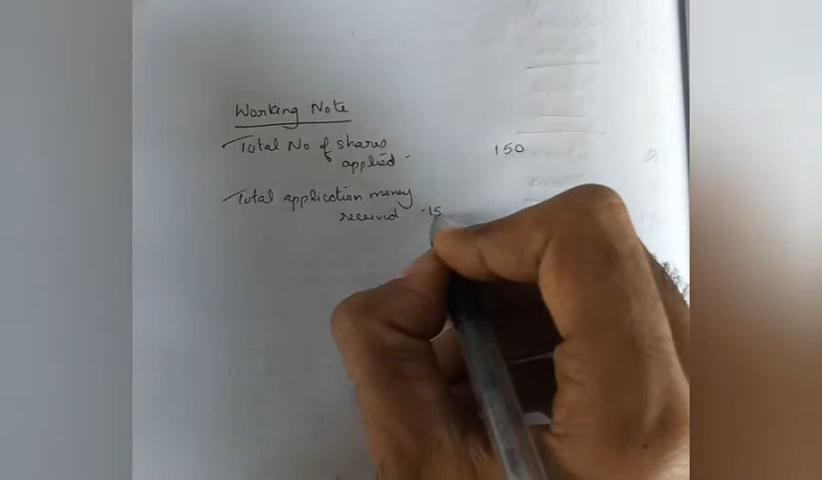 Working Note
Total No of shares
applied - 150
Total application money
received - 15